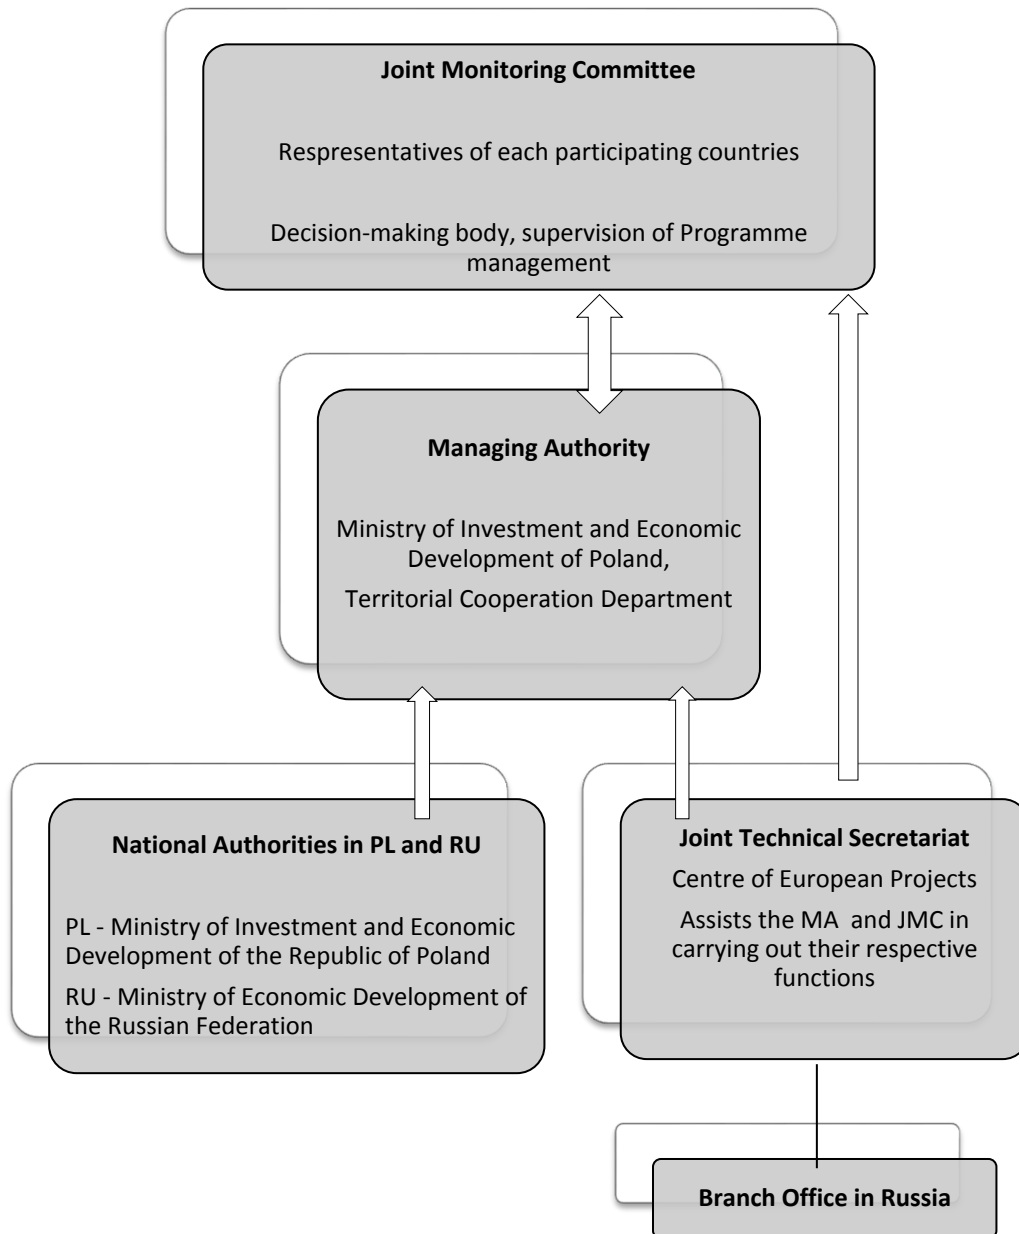 Joint Monitoring Committee
Respresentatives of each participating countries
Decision-making body, supervision of Programme
management
Managing Authority
Ministry of Investment and Economic
Development of Poland,
Territorial Cooperation Department
National Authorities in PL and RU
PL - Ministry of Investment and Economic
Development of the Republic of Poland
RU - Ministry of Economic Development of
the Russian Federation
Joint Technical Secretariat
Centre of European Projects
Assists the MA and JMC in
carrying out their respective
functions
Branch Office in Russia